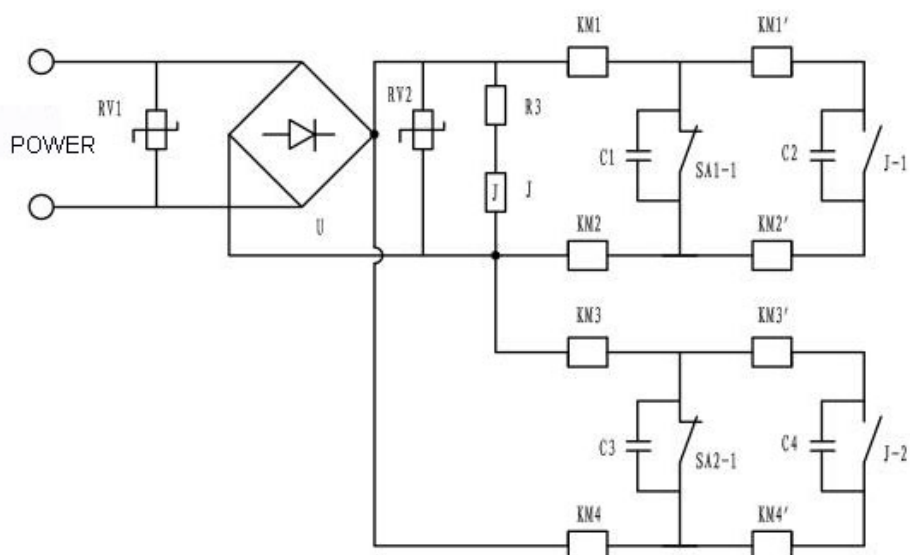 KM1 KM1′
RV1 RV2 R3
POWER C1 SA1-1 C2 J-1
J J
U KM2 KM2′
KM3 KM3′
C3 SA2-1 C4 J-2
KM4 KM4′